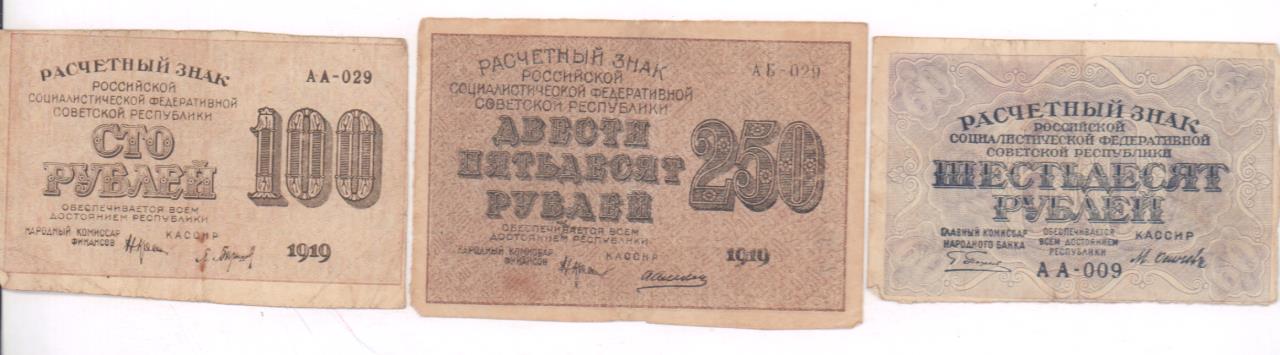 РАСЧЕТНЫЙ ЗНАК
АА-029
РОССИЙСКОЙ
СОЦИАЛИСТИЧЕСКОЙ ФЕДЕРАТИВНОЙ
СОВЕТСКОЙ РЕСПУБЛИКИ
СТО
РУБЛЕЙ
100
ОБЕСПЕЧИВАЕТСЯ ВСЕМ
ДОСТОЯНИЕМ РЕСПУБЛИКИ
НАРОДНЫЙ КОМИССАР
ФИНАНСОВ
КАССИР
1919
РАСЧЕТНЫЙ ЗНАК
АБ-029
РОССИЙСКОЙ
СОЦИАЛИСТИЧЕСКОЙ ФЕДЕРАТИВНОЙ
СОВЕТСКОЙ РЕСПУБЛИКИ
ДВЕСТИ
ПЯТЬДЕСЯТ
РУБЛЕЙ
250
ОБЕСПЕЧИВАЕТСЯ ВСЕМ
ДОСТОЯНИЕМ РЕСПУБЛИКИ
НАРОДНЫЙ КОМИССАР
ФИНАНСОВ
КАССИР
1919
60
60
РАСЧЕТНЫЙ ЗНАК
РОССИЙСКОЙ
СОЦИАЛИСТИЧЕСКОЙ ФЕДЕРАТИВНОЙ
СОВЕТСКОЙ РЕСПУБЛИКИ
ШЕСТЬДЕСЯТ
РУБЛЕЙ
ГЛАВНЫЙ КОМИССАР
НАРОДНОГО БАНКА
ОБЕСПЕЧИВАЕТСЯ
ВСЕМ ДОСТОЯНИЕМ
РЕСПУБЛИКИ
КАССИР
АА-009